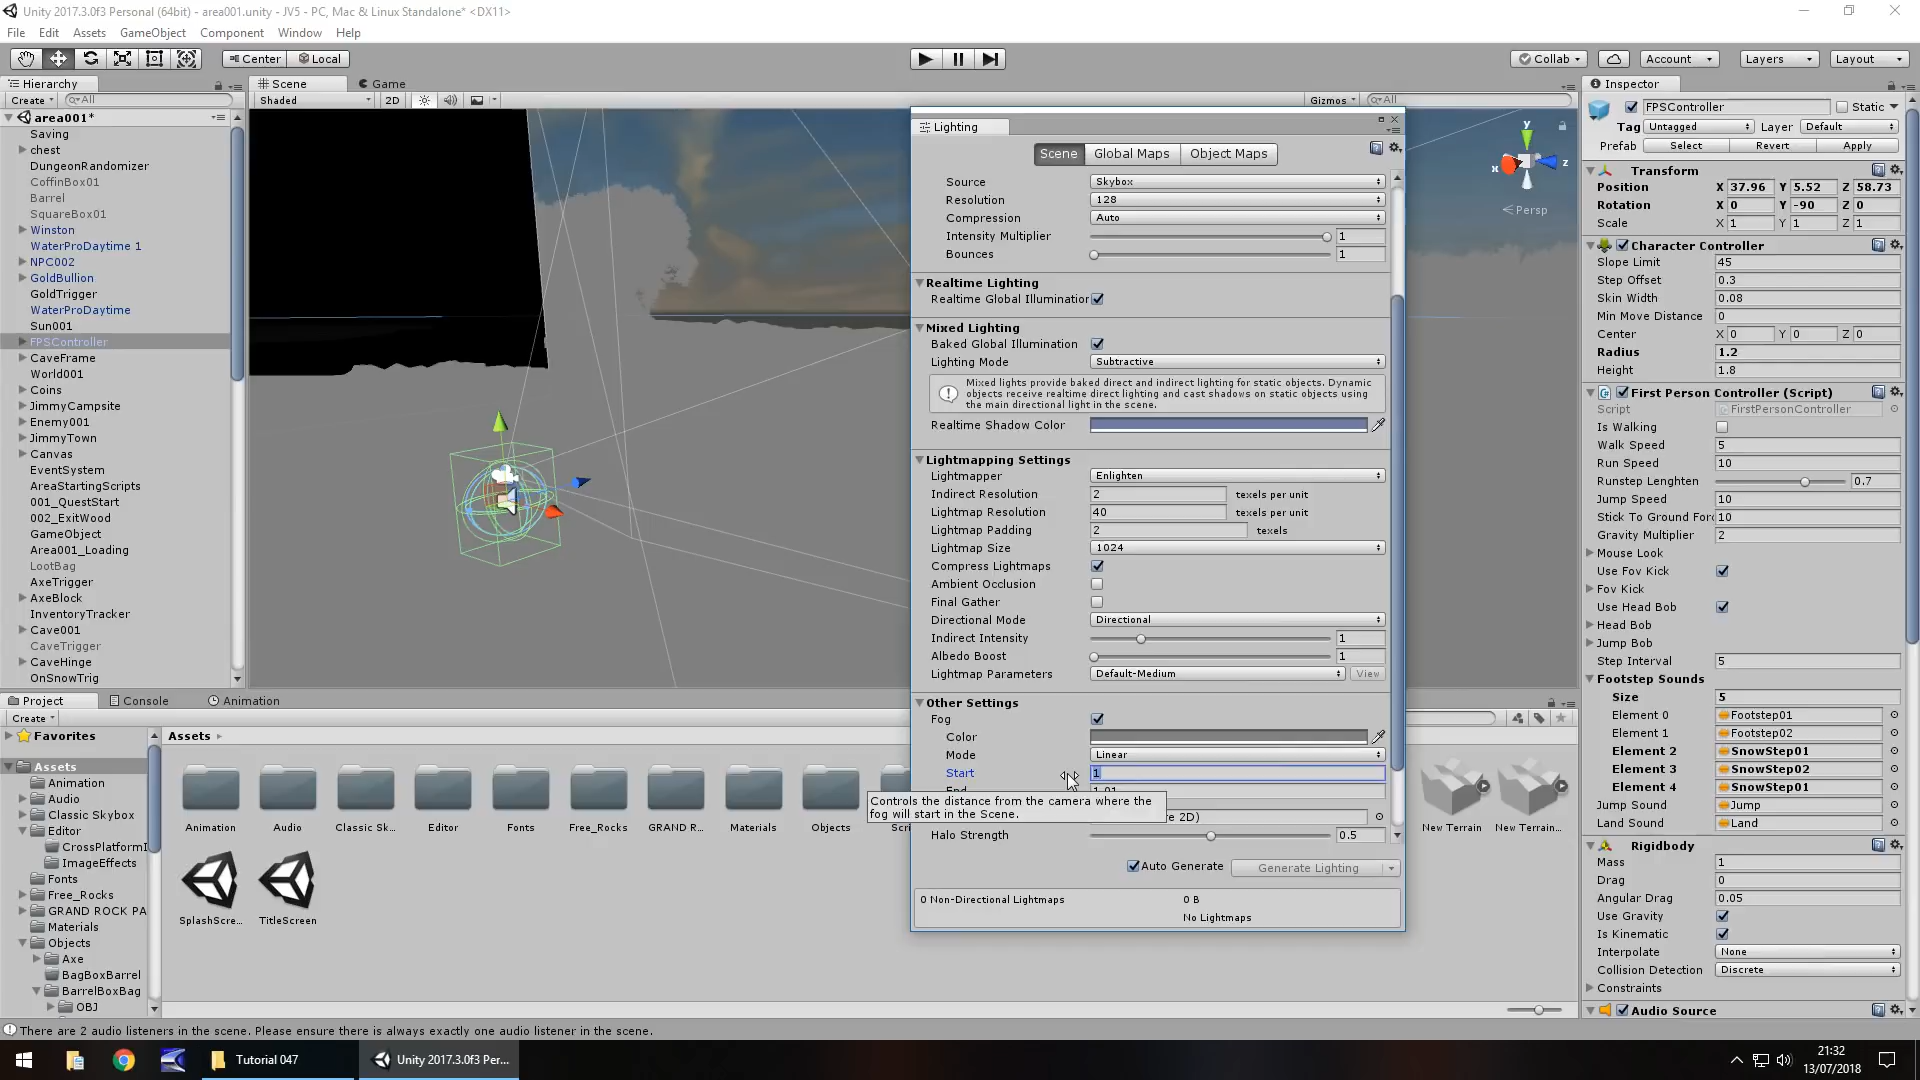 Unity 2017.3.0f3 Personal (64bit) - area001.unity - JV5 - PC, Mac & Linux Standalone* <DX11>
File Edit Assets GameObject Component Window Help
Center Local Collab Account Layers Layout
Hierarchy Scene Game Inspector
Create All Shaded 2D Gizmos All
area001*
Saving
chest
DungeonRandomizer
CoffinBox01
Barrel
SquareBox01
Winston
WaterProDaytime 1
NPC002
GoldBullion
GoldTrigger
WaterProDaytime
Sun001
FPSController
CaveFrame
World001
Coins
JimmyCampsite
Enemy001
JimmyTown
Canvas
EventSystem
AreaStartingScripts
001_QuestStart
002_ExitWood
GameObject
Area001_Loading
LootBag
AxeTrigger
AxeBlock
InventoryTracker
Cave001
CaveTrigger
CaveHinge
OnSnowTrig
y
x
z
Persp
Lighting
Scene Global Maps Object Maps
Source Skybox
Resolution 128
Compression Auto
Intensity Multiplier 1
Bounces 1
Realtime Lighting
Realtime Global Illumination
Mixed Lighting
Baked Global Illumination
Lighting Mode Subtractive
Mixed lights provide baked direct and indirect lighting for static objects. Dynamic
objects receive realtime direct lighting and cast shadows on static objects using
the main directional light in the scene.
Realtime Shadow Color
Lightmapping Settings
Lightmapper Enlighten
Indirect Resolution 2 texels per unit
Lightmap Resolution 40 texels per unit
Lightmap Padding 2 texels
Lightmap Size 1024
Compress Lightmaps
Ambient Occlusion
Final Gather
Directional Mode Directional
Indirect Intensity 1
Albedo Boost 1
Lightmap Parameters Default-Medium View
Other Settings
Fog
Color
Mode Linear
Start 1
Controls the distance from the camera where the
fog will start in the Scene.
2D)
Halo Strength 0.5
Auto Generate Generate Lighting
0 Non-Directional Lightmaps 0 B
No Lightmaps
FPSController Static
Tag Untagged Layer Default
Prefab Select Revert Apply
Transform
Position X 37.96 Y 5.52 Z 58.73
Rotation X 0 Y -90 Z 0
Scale X 1 Y 1 Z 1
Character Controller
Slope Limit 45
Step Offset 0.3
Skin Width 0.08
Min Move Distance 0
Center X 0 Y 0 Z 0
Radius 1.2
Height 1.8
First Person Controller (Script)
Script FirstPersonController
Is Walking
Walk Speed 5
Run Speed 10
Runstep Lenghten 0.7
Jump Speed 10
Stick To Ground Forc 10
Gravity Multiplier 2
Mouse Look
Use Fov Kick
Fov Kick
Use Head Bob
Head Bob
Jump Bob
Step Interval 5
Footstep Sounds
Size 5
Element 0 Footstep01
Element 1 Footstep02
Element 2 SnowStep01
Element 3 SnowStep02
Element 4 SnowStep01
Jump Sound Jump
Land Sound Land
Rigidbody
Mass 1
Drag 0
Angular Drag 0.05
Use Gravity
Is Kinematic
Interpolate None
Collision Detection Discrete
Constraints
Audio Source
Project Console Animation
Create
Favorites
Assets
Animation
Audio
Classic Skybox
Editor
CrossPlatformI
ImageEffects
Fonts
Free_Rocks
GRAND ROCK PA
Materials
Objects
Axe
BagBoxBarrel
BarrelBoxBag
OBJ
Assets
Animation Audio Classic Sk... Editor Fonts Free_Rocks GRAND R... Materials Objects New Terrain New Terrain...
SplashScre... TitleScreen
There are 2 audio listeners in the scene. Please ensure there is always exactly one audio listener in the scene.
Tutorial 047 Unity 2017.3.0f3 Per...
21:32
13/07/2018